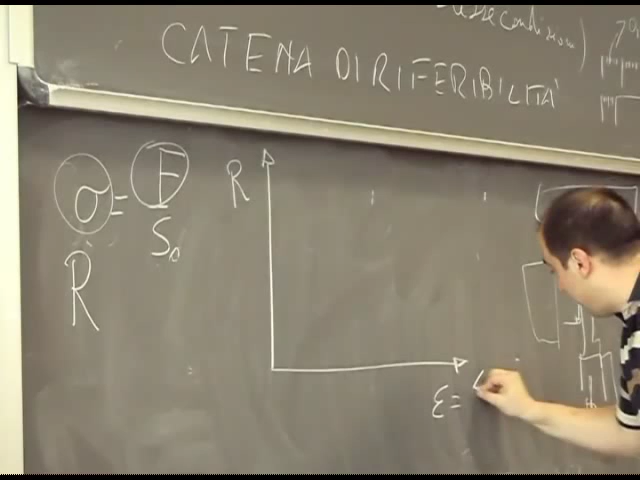 CATENA DI RIFERIBILITA'
σ = F
S₀
R
R
ε =